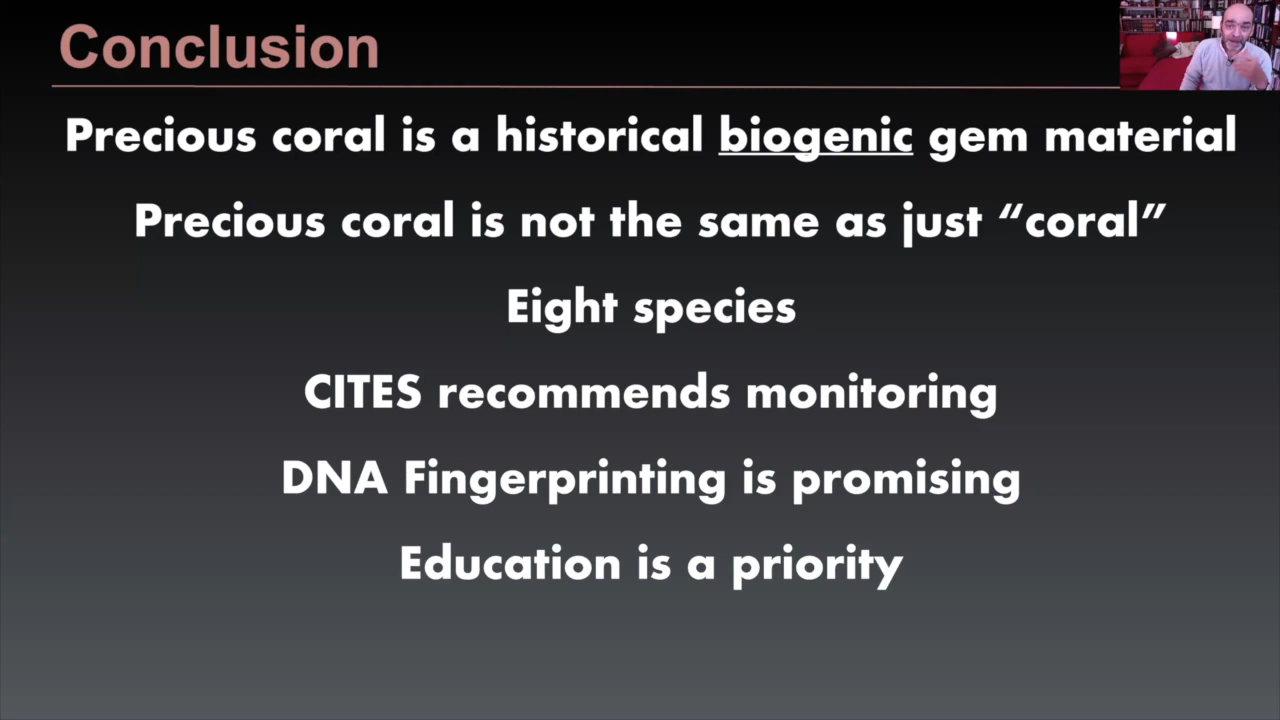 Conclusion
Precious coral is a historical biogenic gem material
Precious coral is not the same as just “coral”
Eight species
CITES recommends monitoring
DNA Fingerprinting is promising
Education is a priority